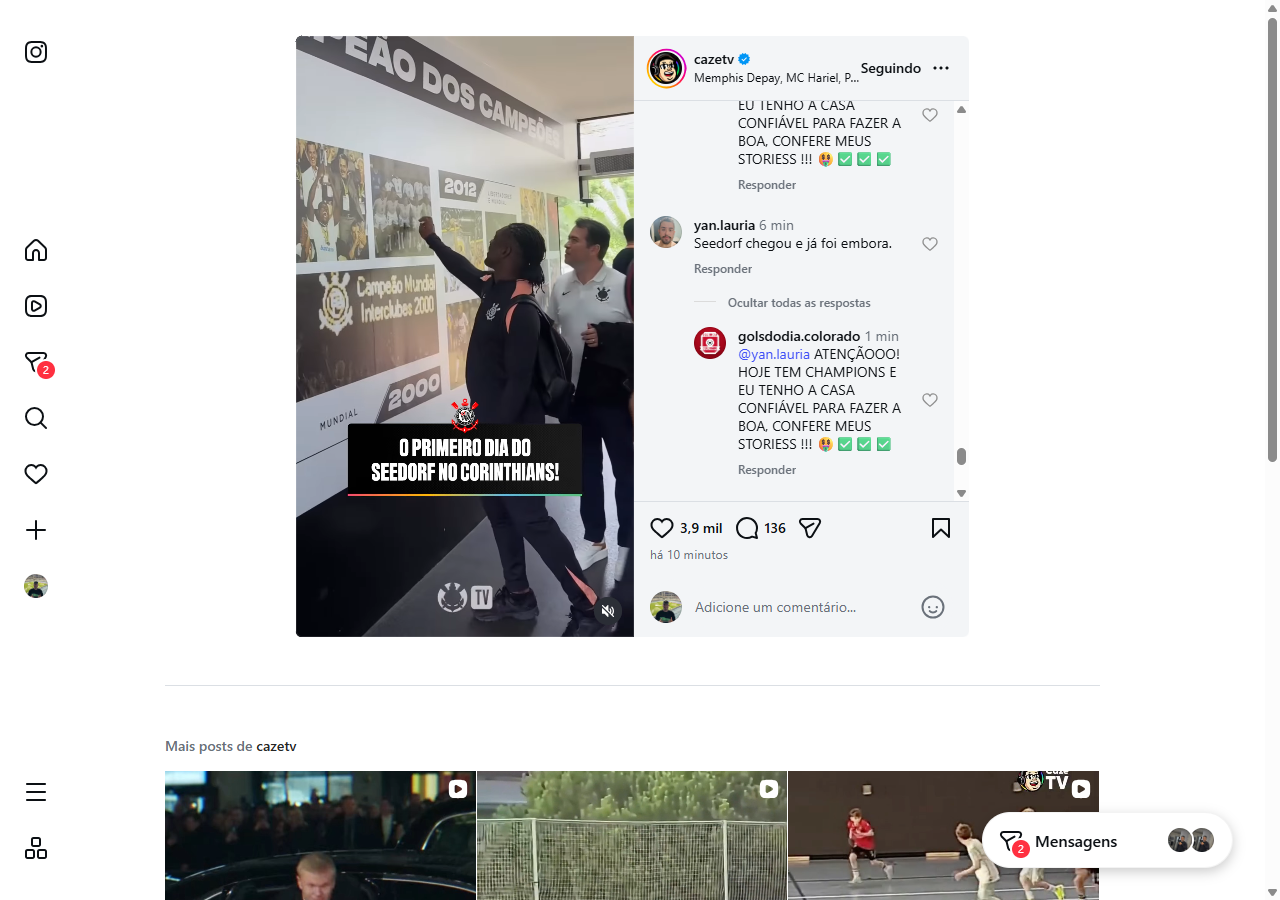 PEÃO DOS CAMPEÕES
2012
Campeão Mundial
Interclubes 2000
2000
MUNDIAL
O PRIMEIRO DIA DO
SEEDORF NO CORINTHIANS!
TV
cazetv
Memphis Depay, MC Hariel, P...
Seguindo
EU TENHO A CASA
CONFIÁVEL PARA FAZER A
BOA, CONFERE MEUS
STORIESS !!! 🤑 ✅ ✅ ✅
Responder
yan.lauria 6 min
Seedorf chegou e já foi embora.
Responder
Ocultar todas as respostas
golsdodia.colorado 1 min
@yan.lauria ATENÇÃOOO!
HOJE TEM CHAMPIONS E
EU TENHO A CASA
CONFIÁVEL PARA FAZER A
BOA, CONFERE MEUS
STORIESS !!! 🤑 ✅ ✅ ✅
Responder
3,9 mil
136
há 10 minutos
Adicione um comentário...
2
Mais posts de cazetv
TV
2
Mensagens